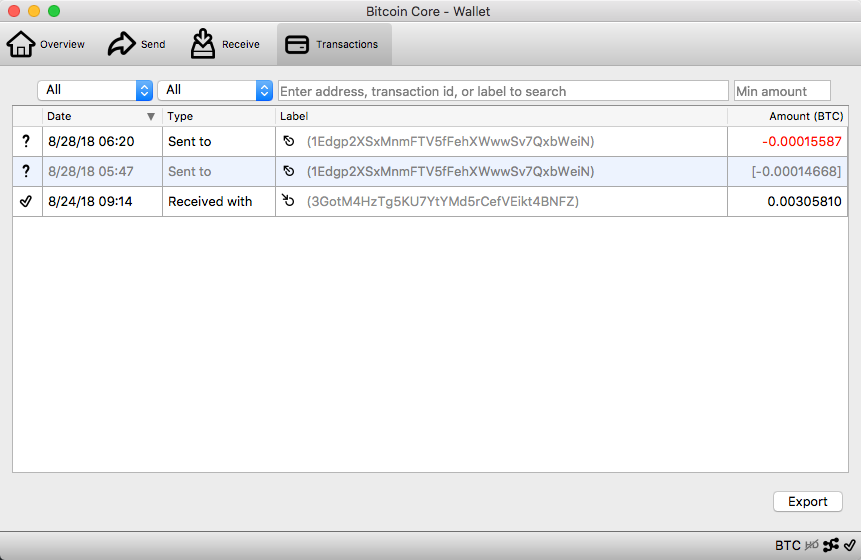 Bitcoin Core - Wallet
Overview Send Receive Transactions
All All Enter address, transaction id, or label to search Min amount
Date Type Label Amount (BTC)
? 8/28/18 06:20 Sent to (1Edgp2XSxMnmFTV5fFehXWwwSv7QxbWeiN) -0.00015587
? 8/28/18 05:47 Sent to (1Edgp2XSxMnmFTV5fFehXWwwSv7QxbWeiN) [-0.00014668]
8/24/18 09:14 Received with (3GotM4HzTg5KU7YtYMd5rCefVEikt4BNFZ) 0.00305810
Export
BTC HD